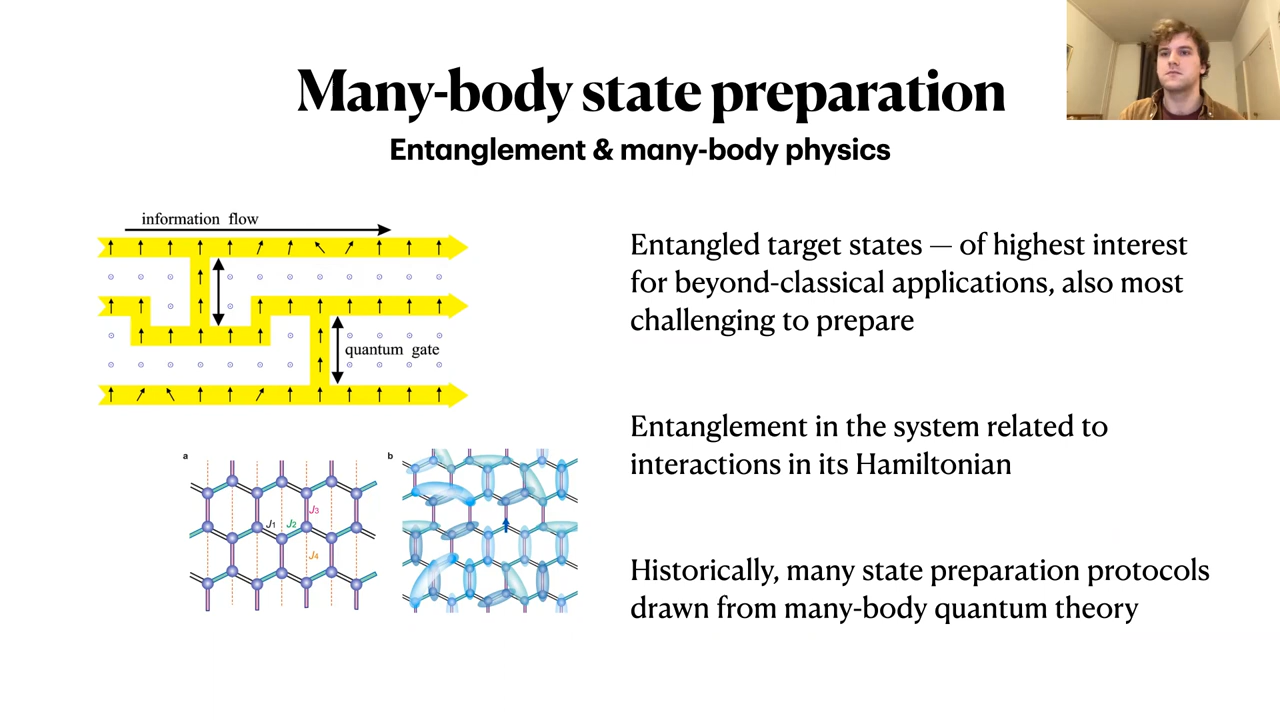 Many-body state preparation
Entanglement & many-body physics
information flow
quantum gate
a
b
J1
J2
J3
J4
Entangled target states — of highest interest
for beyond-classical applications, also most
challenging to prepare
Entanglement in the system related to
interactions in its Hamiltonian
Historically, many state preparation protocols
drawn from many-body quantum theory